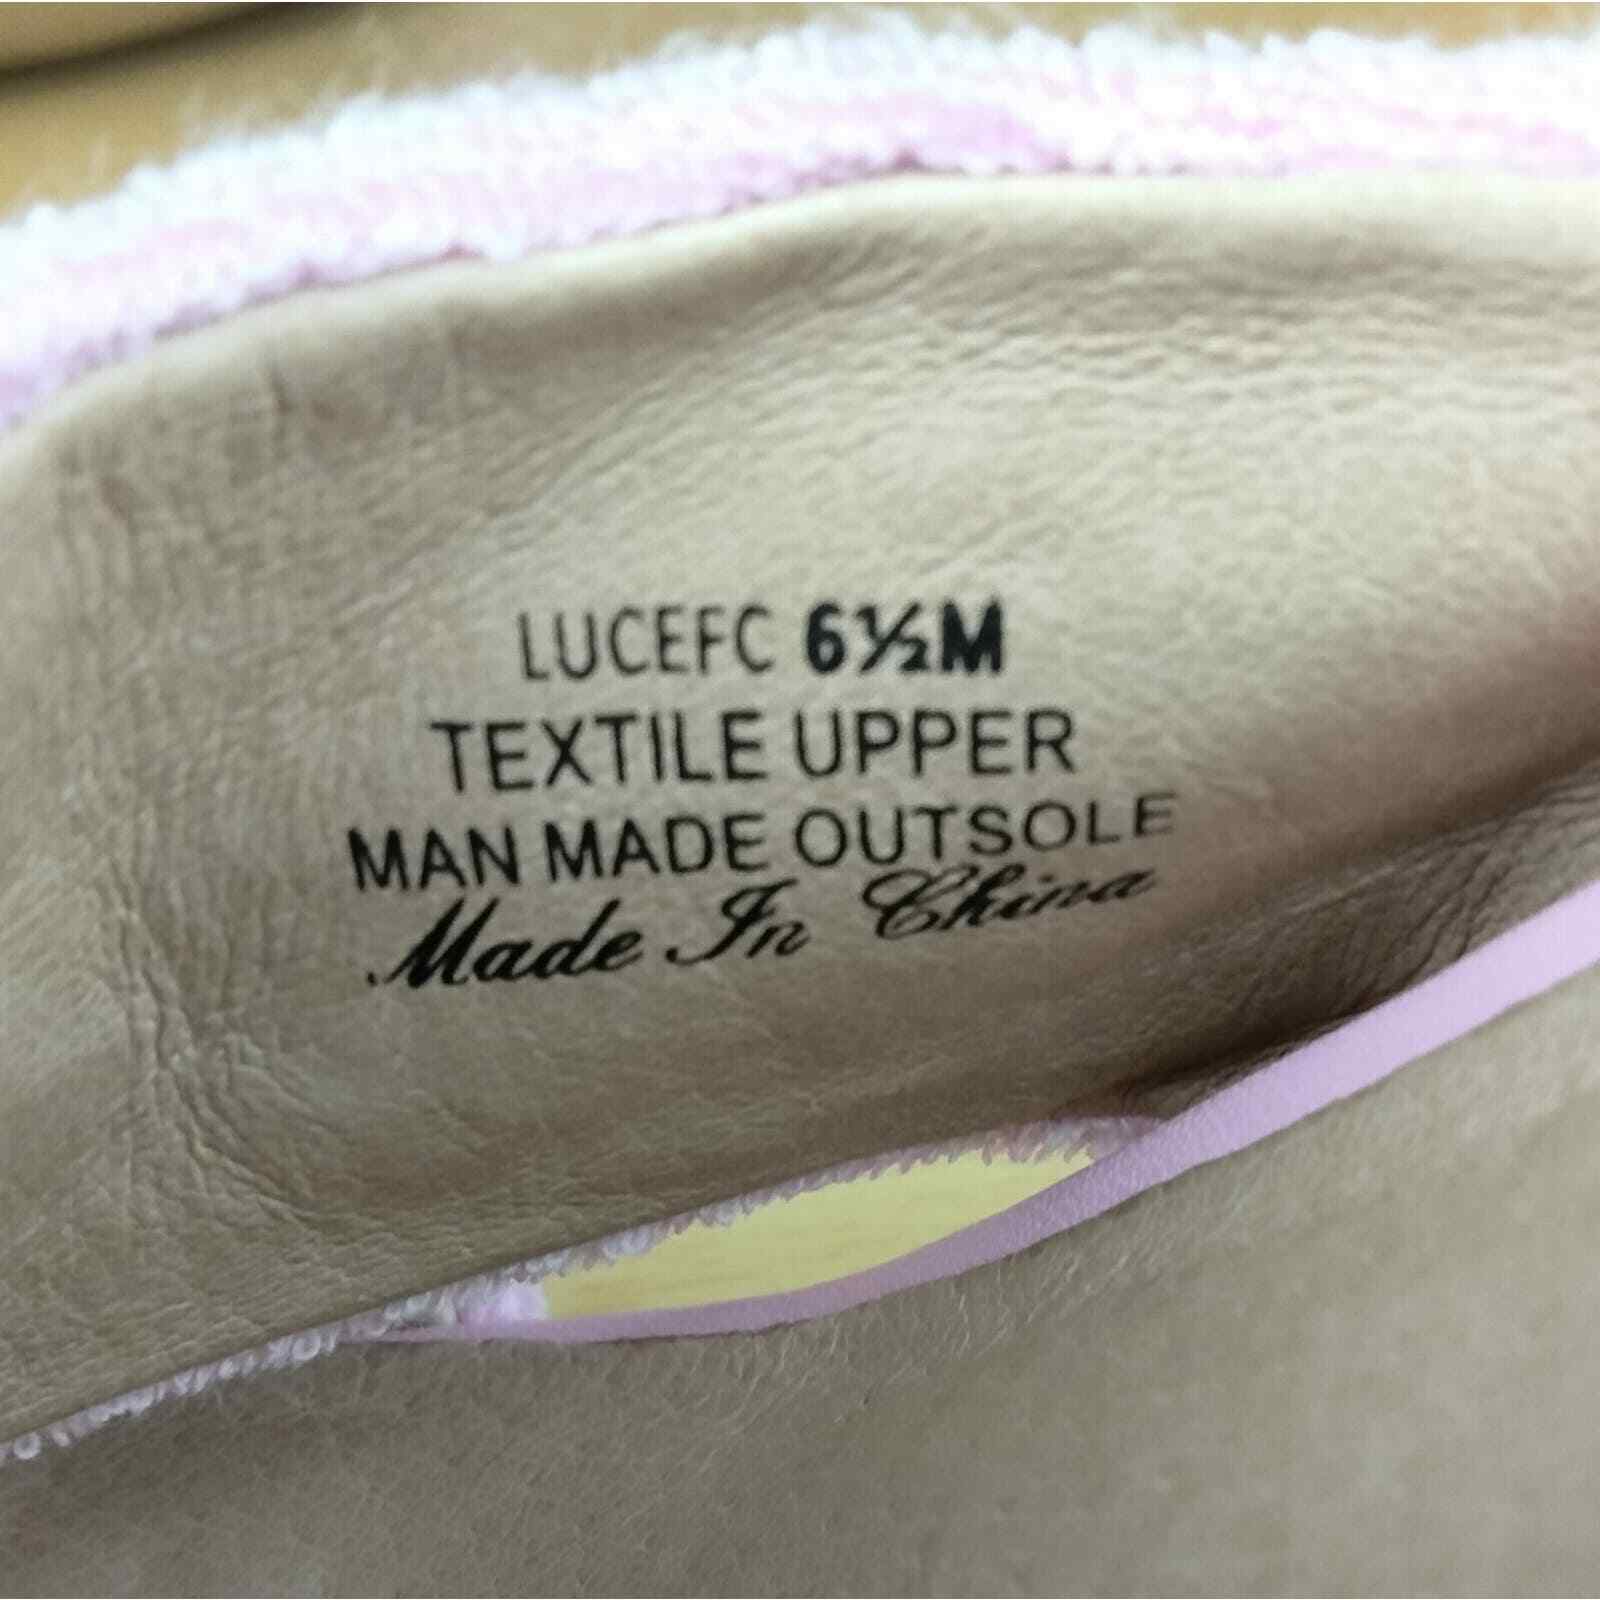 LUCEFC 6½M
TEXTILE UPPER
MAN MADE OUTSOLE
Made In China